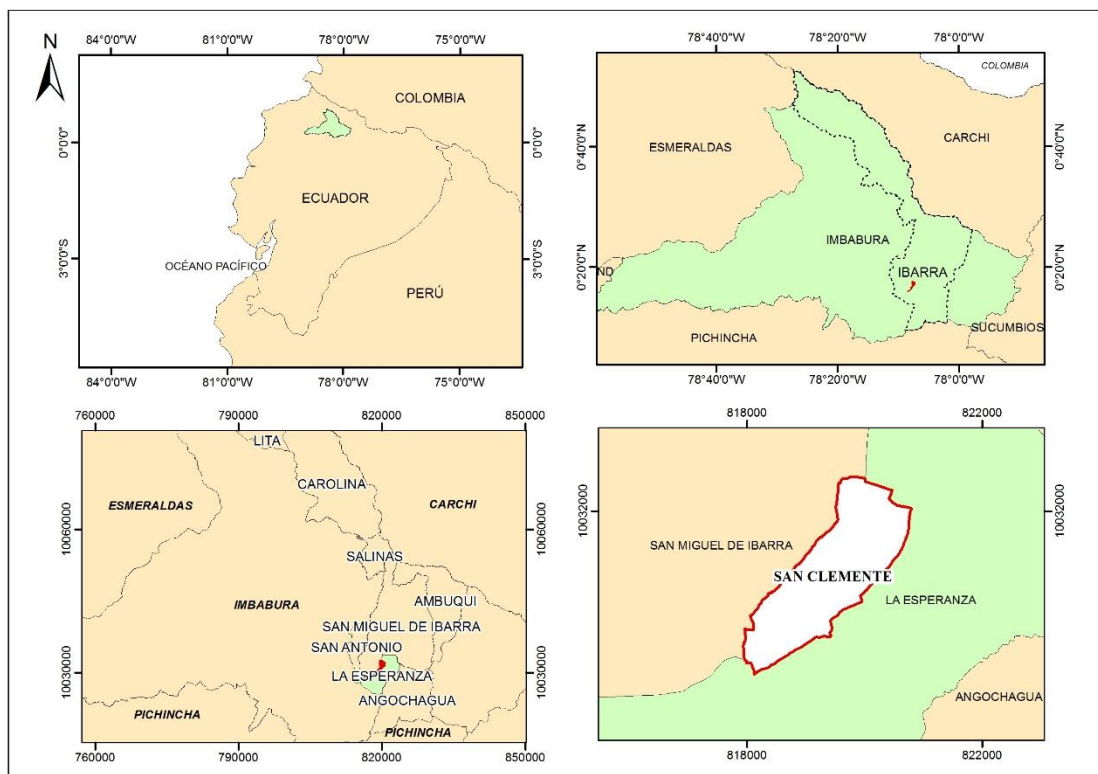 N
84°0'0"W 81°0'0"W 78°0'0"W 75°0'0"W
0°0'0"
3°0'0"S
COLOMBIA
ECUADOR
OCÉANO PACÍFICO
PERÚ
0°0'0"
3°0'0"S
84°0'0"W 81°0'0"W 78°0'0"W 75°0'0"W
78°40'0"W 78°20'0"W 78°0'0"W
0°40'0"N
0°20'0"N
COLOMBIA
ESMERALDAS
CARCHI
IMBABURA
IBARRA
ND
PICHINCHA
SUCUMBIOS
0°40'0"N
0°20'0"N
78°40'0"W 78°20'0"W 78°0'0"W
760000 790000 820000 850000
10060000
10030000
LITA
CAROLINA
ESMERALDAS
CARCHI
SALINAS
IMBABURA
AMBUQUI
SAN MIGUEL DE IBARRA
SAN ANTONIO
LA ESPERANZA
ANGOCHAGUA
PICHINCHA
PICHINCHA
10060000
10030000
760000 790000 820000 850000
818000 822000
10032000
SAN MIGUEL DE IBARRA
SAN CLEMENTE
LA ESPERANZA
ANGOCHAGUA
10032000
818000 822000